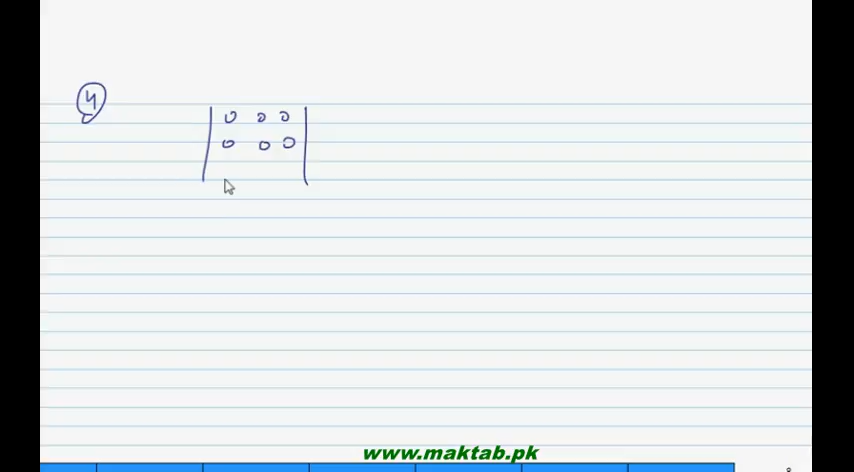 4
| 0 0 0 |
| 0 0 0 |
www.maktab.pk